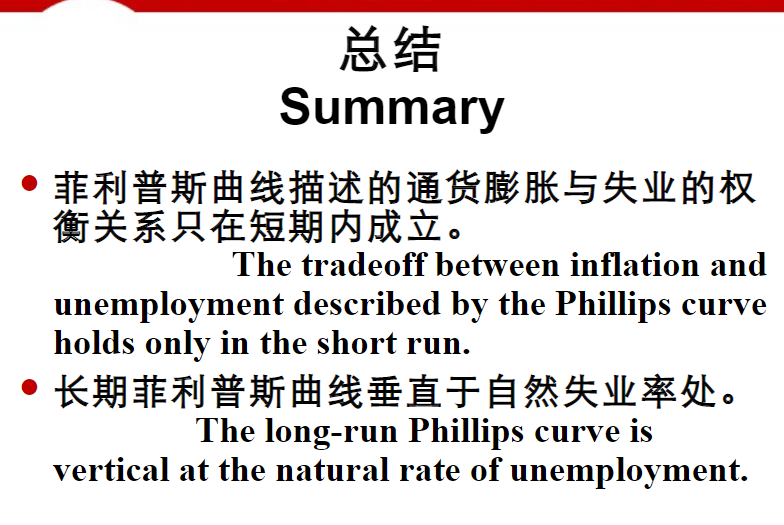 总结
Summary
菲利普斯曲线描述的通货膨胀与失业的权
衡关系只在短期内成立。
The tradeoff between inflation and
unemployment described by the Phillips curve
holds only in the short run.
长期菲利普斯曲线垂直于自然失业率处。
The long-run Phillips curve is
vertical at the natural rate of unemployment.